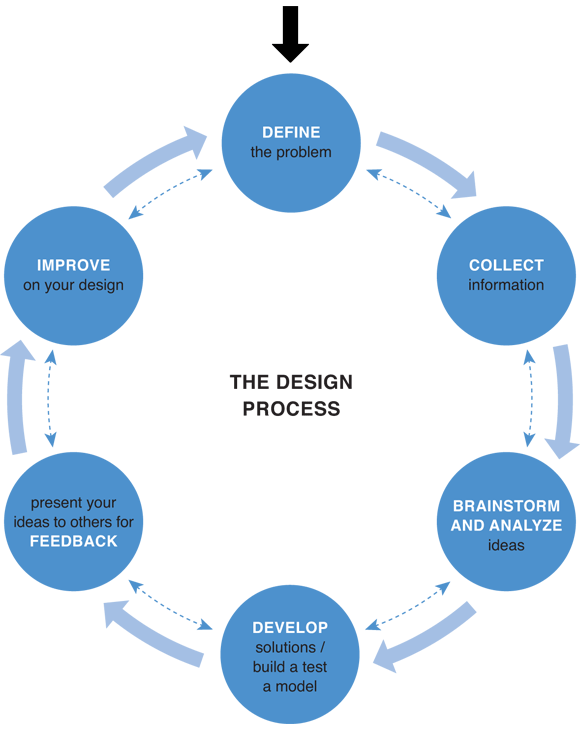 DEFINE
the problem
COLLECT
information
BRAINSTORM
AND ANALYZE
ideas
DEVELOP
solutions /
build a test
a model
present your
ideas to others for
FEEDBACK
IMPROVE
on your design
THE DESIGN
PROCESS